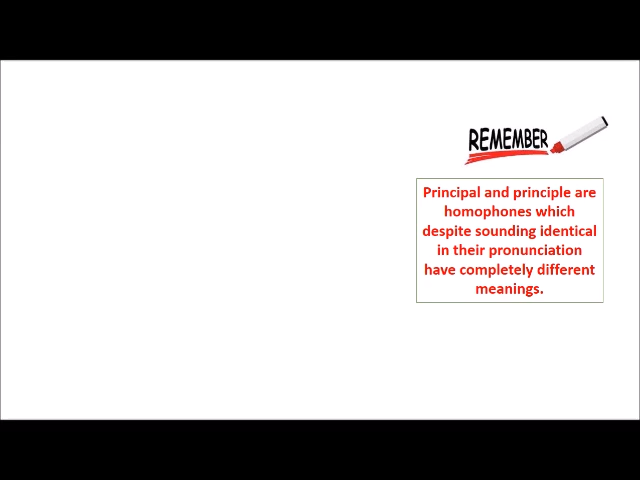 REMEMBER
Principal and principle are
homophones which
despite sounding identical
in their pronunciation
have completely different
meanings.